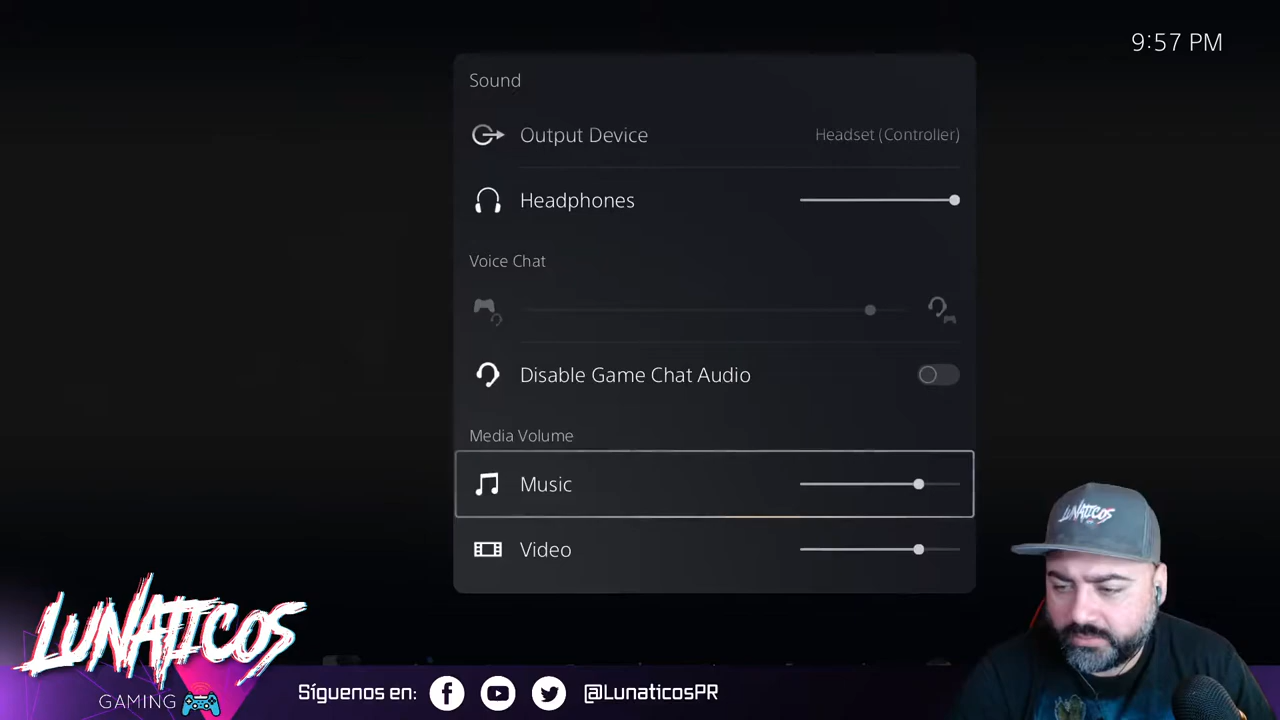 9:57 PM
Sound
Output Device
Headset (Controller)
Headphones
Voice Chat
Disable Game Chat Audio
Media Volume
Music
Video
LUNATICOS
LUNATICOS
GAMING
Síguenos en:
@LunaticosPR